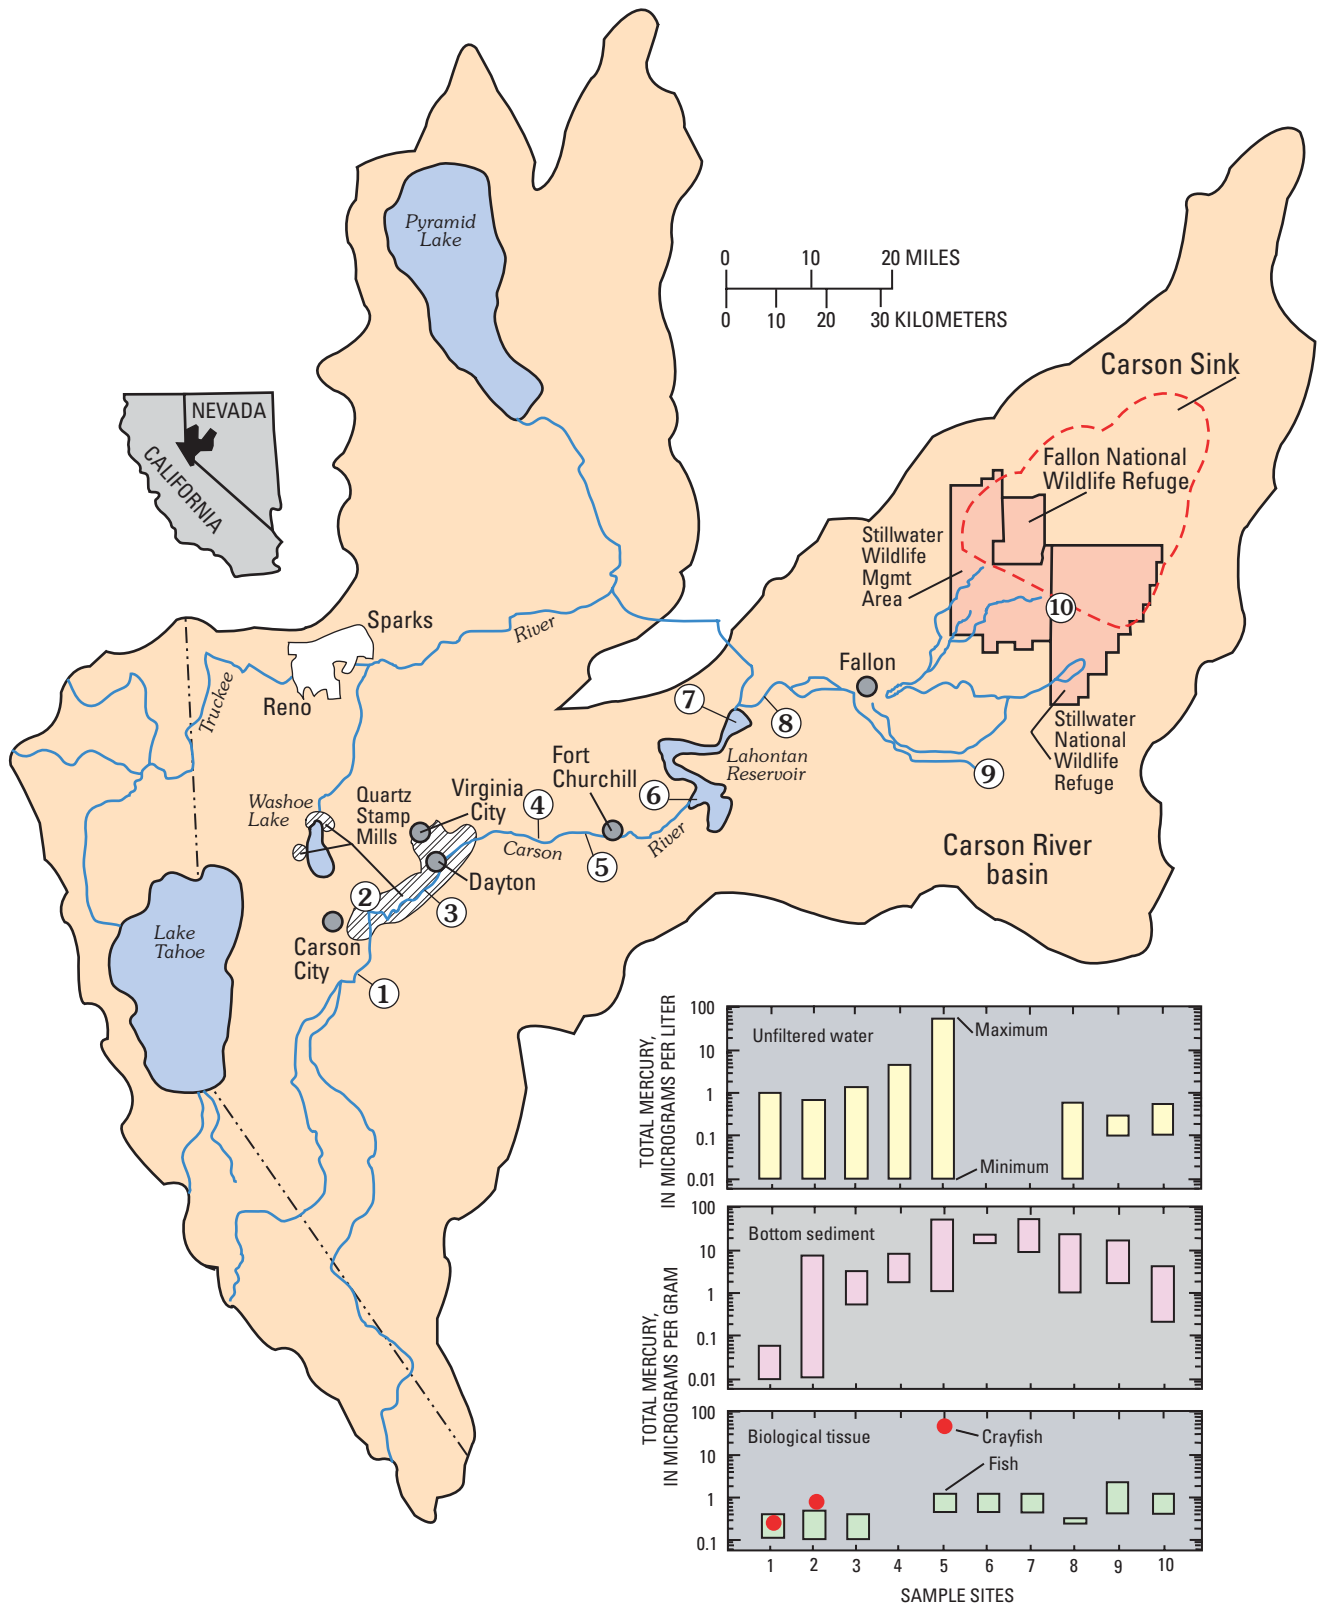 Pyramid
Lake
0 10 20 MILES
0 10 20 30 KILOMETERS
Carson Sink
NEVADA
CALIFORNIA
Fallon National
Wildlife Refuge
Stillwater
Wildlife
Mgmt
Area
10
Sparks
River
Reno
Truckee
Fallon
7
8
Stillwater
National
Wildlife
Refuge
Lahontan
Reservoir
9
Fort
Churchill
6
Washoe
Lake
Quartz
Stamp
Mills
Virginia
City
4
Carson
River
5
Carson River
basin
Dayton
2
3
Lake
Tahoe
Carson
City
1
TOTAL MERCURY,
IN MICROGRAMS PER LITER
100
10
1
0.1
0.01
Unfiltered water
Maximum
Minimum
TOTAL MERCURY,
IN MICROGRAMS PER GRAM
100
10
1
0.1
0.01
Bottom sediment
100
10
1
0.1
Biological tissue
Crayfish
Fish
1 2 3 4 5 6 7 8 9 10
SAMPLE SITES